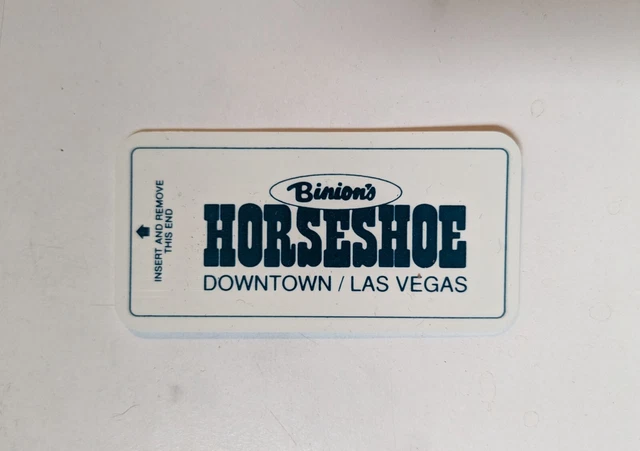 INSERT AND REMOVE
THIS END
Binion's
HORSESHOE
DOWNTOWN / LAS VEGAS